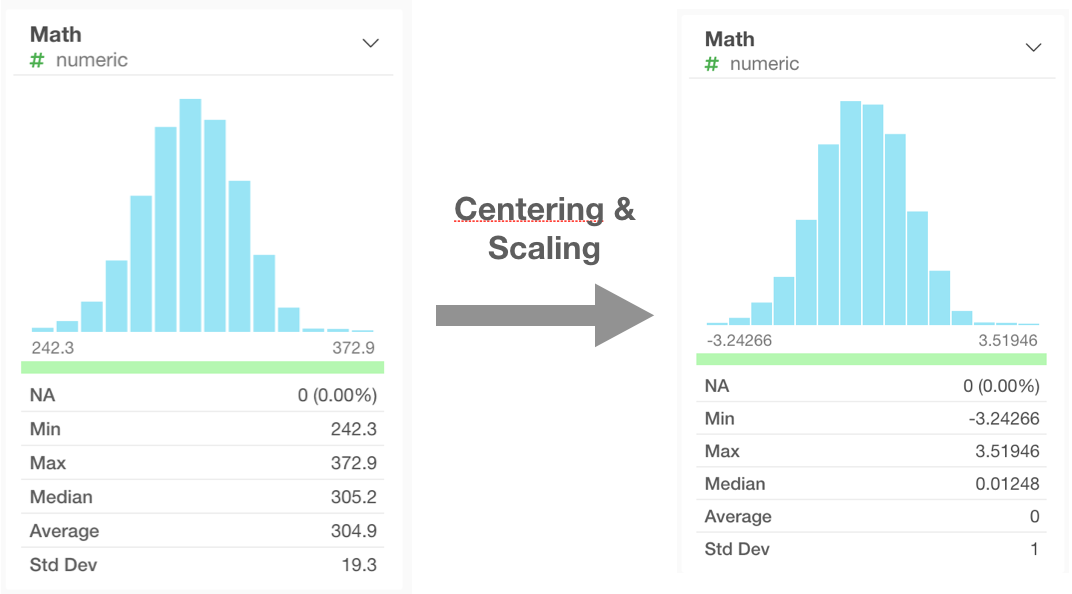 Math
# numeric
242.3 372.9
NA 0 (0.00%)
Min 242.3
Max 372.9
Median 305.2
Average 304.9
Std Dev 19.3
Centering &
Scaling
Math
# numeric
-3.24266 3.51946
NA 0 (0.00%)
Min -3.24266
Max 3.51946
Median 0.01248
Average 0
Std Dev 1